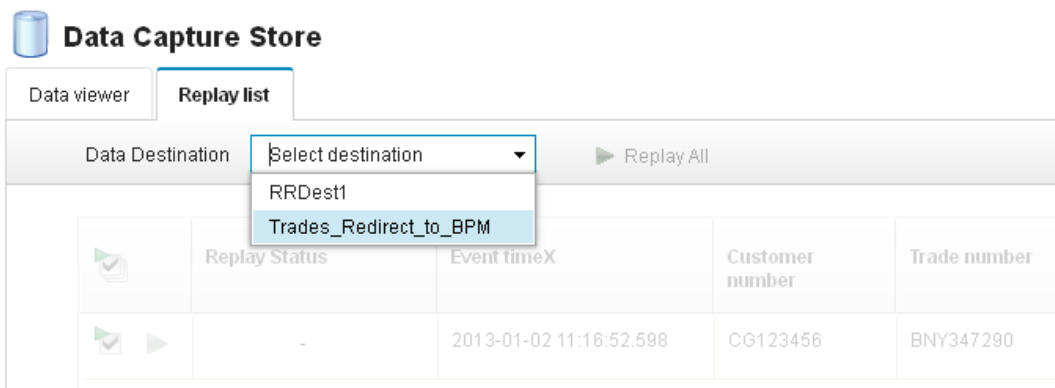 Data Capture Store
Data viewer Replay list
Data Destination Select destination Replay All
RRDest1
Trades_Redirect_to_BPM
Replay Status Event timeX Customer number Trade number
- 2013-01-02 11:16:52.598 CG123456 BNY347290